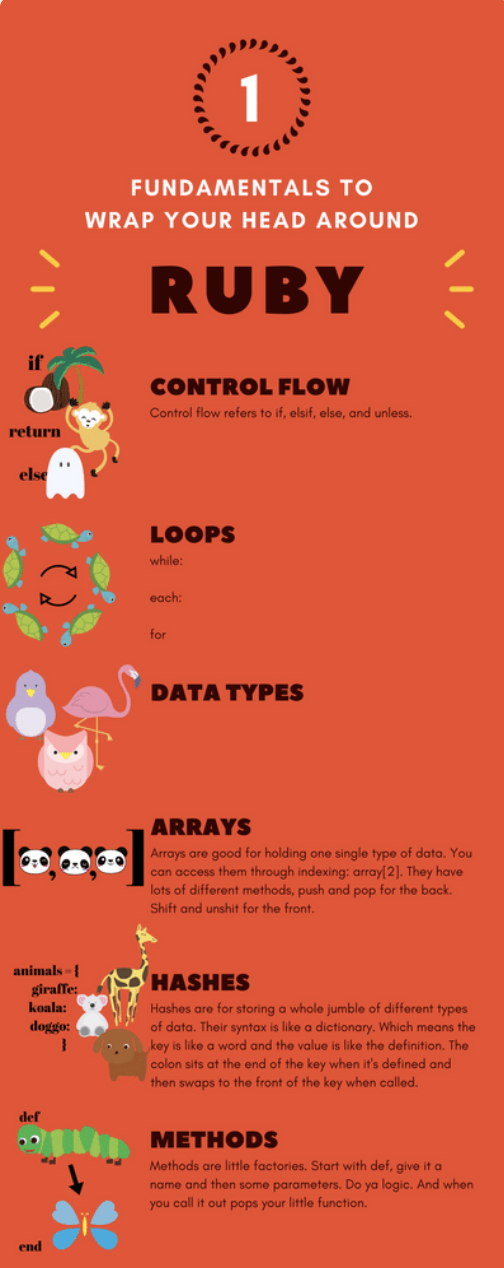 1
FUNDAMENTALS TO
WRAP YOUR HEAD AROUND
RUBY
if
return
else
CONTROL FLOW
Control flow refers to if, elsif, else, and unless.
LOOPS
while:
each:
for
DATA TYPES
[ , , ]
ARRAYS
Arrays are good for holding one single type of data. You
can access them through indexing: array[2]. They have
lots of different methods, push and pop for the back.
Shift and unshit for the front.
animals = {
giraffe:
koala:
doggo:
}
HASHES
Hashes are for storing a whole jumble of different types
of data. Their syntax is like a dictionary. Which means the
key is like a word and the value is like the definition. The
colon sits at the end of the key when it's defined and
then swaps to the front of the key when called.
def
end
METHODS
Methods are little factories. Start with def, give it a
name and then some parameters. Do ya logic. And when
you call it out pops your little function.